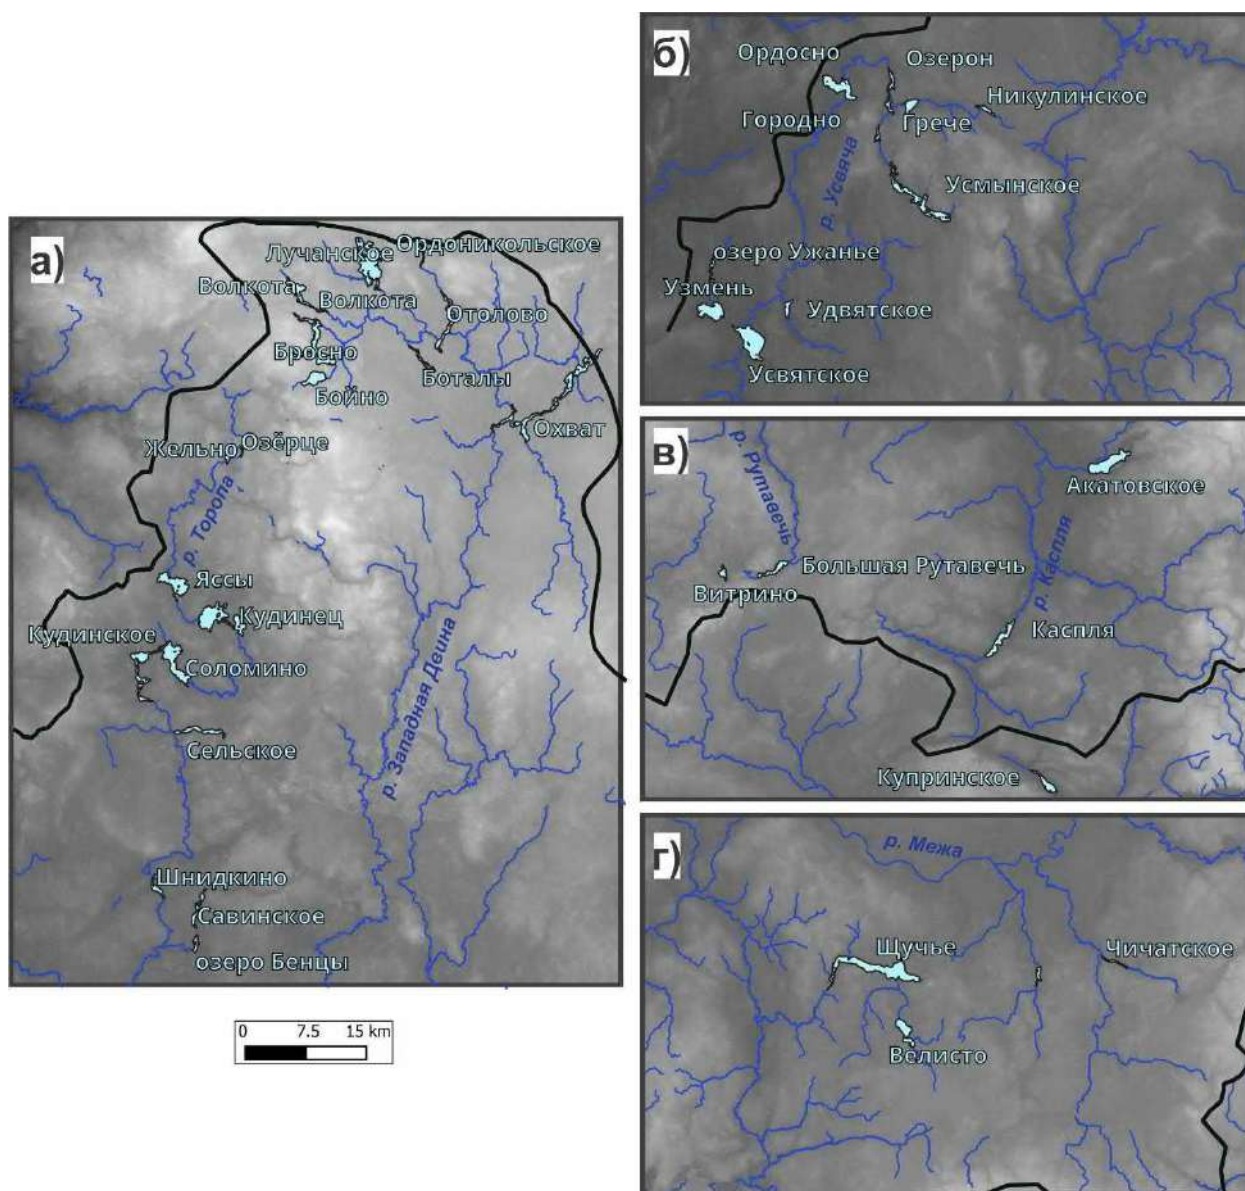 а)
Лучанское
Ордоникольское
Волкота
Волкота
Отолово
Бросно
Боталы
Бойно
Охват
Жельно
Озёрце
р. Торопа
Яссы
Кудинец
Кудинское
Соломино
р. Западная Двина
Сельское
Шнидкино
Савинское
озеро Бенцы
0 7.5 15 km
б)
Ордосно
Озерон
Никулинское
Городно
Грече
р. Усвяча
Усмынское
озеро Ужанье
Узмень
Удвятское
Усвятское
в)
р. Рутавечь
Акатовское
Большая Рутавечь
р. Каспля
Витрино
Каспля
Купринское
г)
р. Межа
Щучье
Чичатское
Велисто